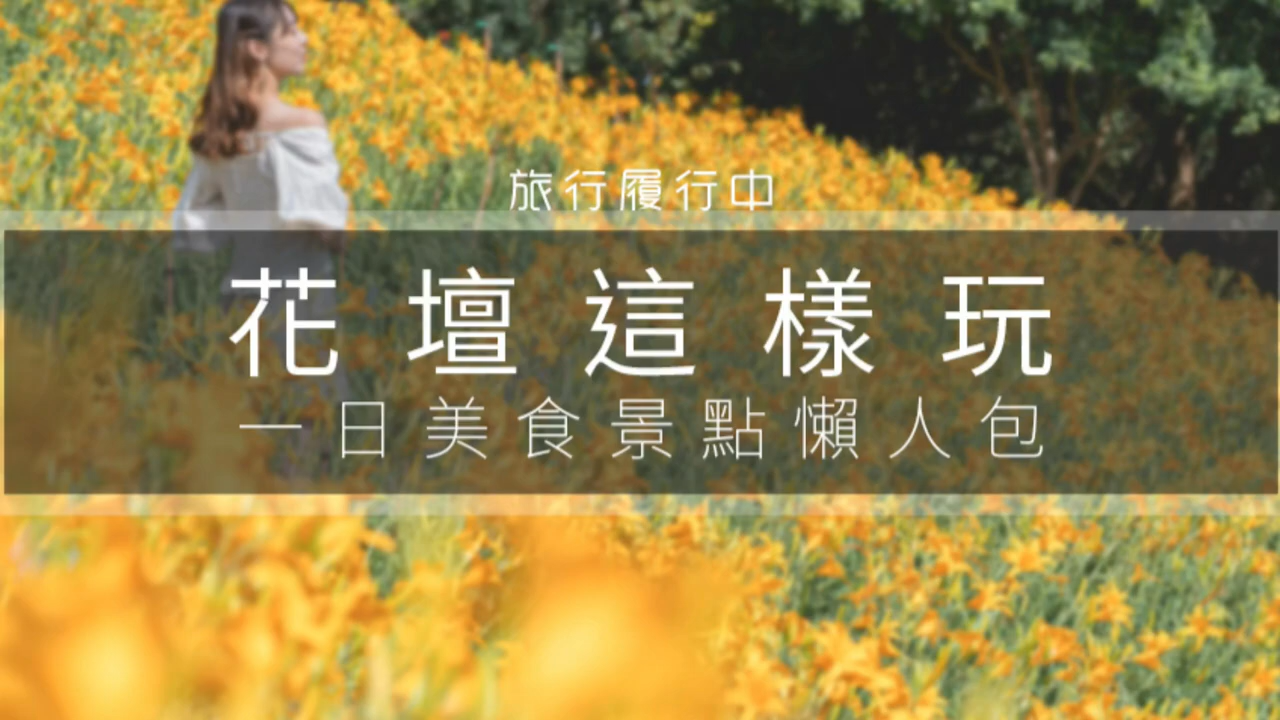 旅行履行中
花壇這樣玩
一日美食景點懶人包